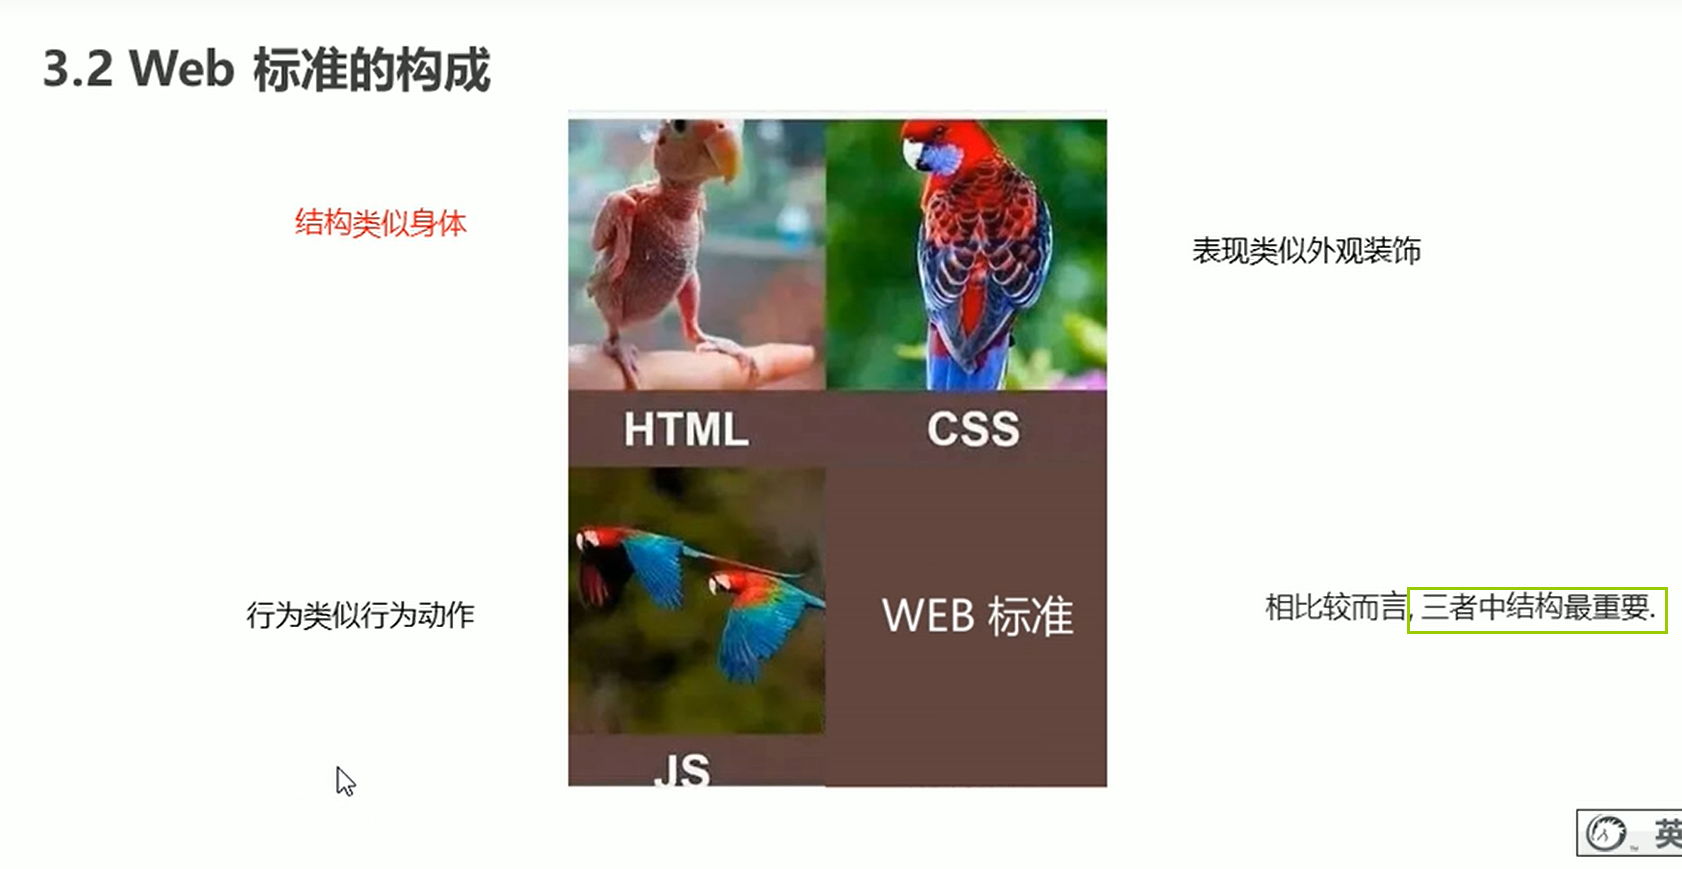 3.2 Web 标准的构成
结构类似身体
表现类似外观装饰
HTML
CSS
行为类似行为动作
WEB 标准
相比较而言, 三者中结构最重要.
JS
英